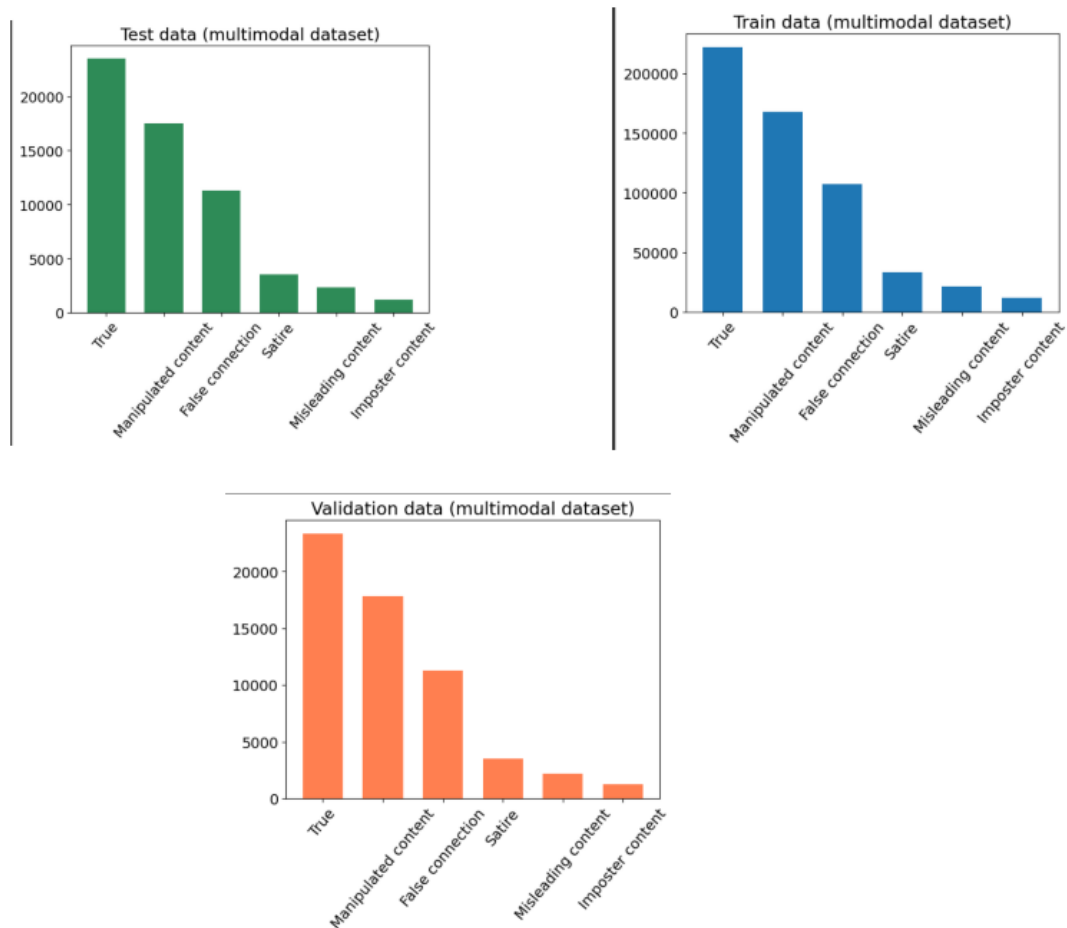 Test data (multimodal dataset)
20000
15000
10000
5000
0
True
Manipulated content
False connection
Satire
Misleading content
Imposter content
Train data (multimodal dataset)
200000
150000
100000
50000
0
True
Manipulated content
False connection
Satire
Misleading content
Imposter content
Validation data (multimodal dataset)
20000
15000
10000
5000
0
True
Manipulated content
False connection
Satire
Misleading content
Imposter content